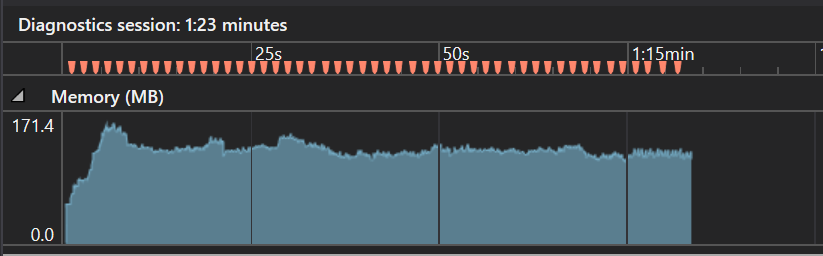 Diagnostics session: 1:23 minutes
25s 50s 1:15min
Memory (MB)
171.4
0.0